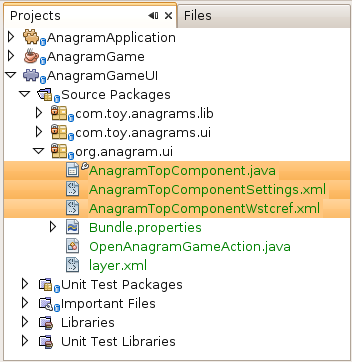 Projects
Files
AnagramApplication
AnagramGame
AnagramGameUI
Source Packages
com.toy.anagrams.lib
com.toy.anagrams.ui
org.anagram.ui
AnagramTopComponent.java
AnagramTopComponentSettings.xml
AnagramTopComponentWstcref.xml
Bundle.properties
OpenAnagramGameAction.java
layer.xml
Unit Test Packages
Important Files
Libraries
Unit Test Libraries